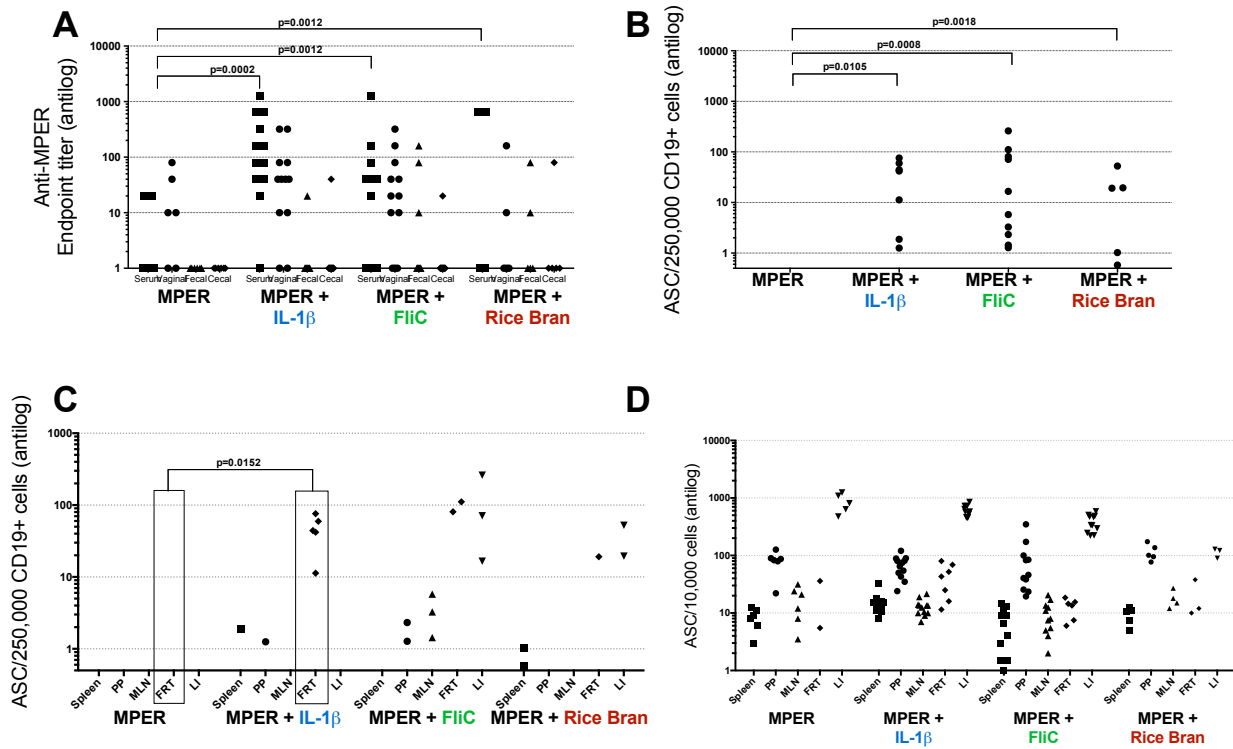 A
p=0.0012
p=0.0012
p=0.0002
Anti-MPER
Endpoint titer (antilog)
10000
1000
100
10
1
Serum Vaginal Fecal Cecal Serum Vaginal Fecal Cecal Serum Vaginal Fecal Cecal Serum Vaginal Fecal Cecal
MPER MPER + MPER + MPER +
IL-1β FliC Rice Bran
B
p=0.0018
p=0.0008
p=0.0105
ASC/250,000 CD19+ cells (antilog)
10000
1000
100
10
1
MPER MPER + MPER + MPER +
IL-1β FliC Rice Bran
C
p=0.0152
ASC/250,000 CD19+ cells (antilog)
1000
100
10
1
Spleen PP MLN FRT LI Spleen PP MLN FRT LI Spleen PP MLN FRT LI Spleen PP MLN FRT LI
MPER MPER + IL-1β MPER + FliC MPER + Rice Bran
D
ASC/10,000 cells (antilog)
10000
1000
100
10
1
Spleen PP MLN FRT LI Spleen PP MLN FRT LI Spleen PP MLN FRT LI Spleen PP MLN FRT LI
MPER MPER + MPER + MPER +
IL-1β FliC Rice Bran